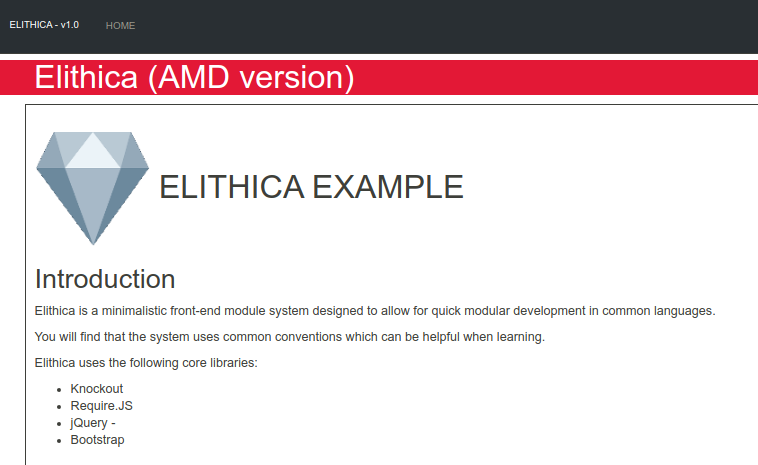 ELITHICA - v1.0
HOME
Elithica (AMD version)
ELITHICA EXAMPLE
Introduction
Elithica is a minimalistic front-end module system designed to allow for quick modular development in common languages.
You will find that the system uses common conventions which can be helpful when learning.
Elithica uses the following core libraries:
Knockout
Require.JS
jQuery -
Bootstrap